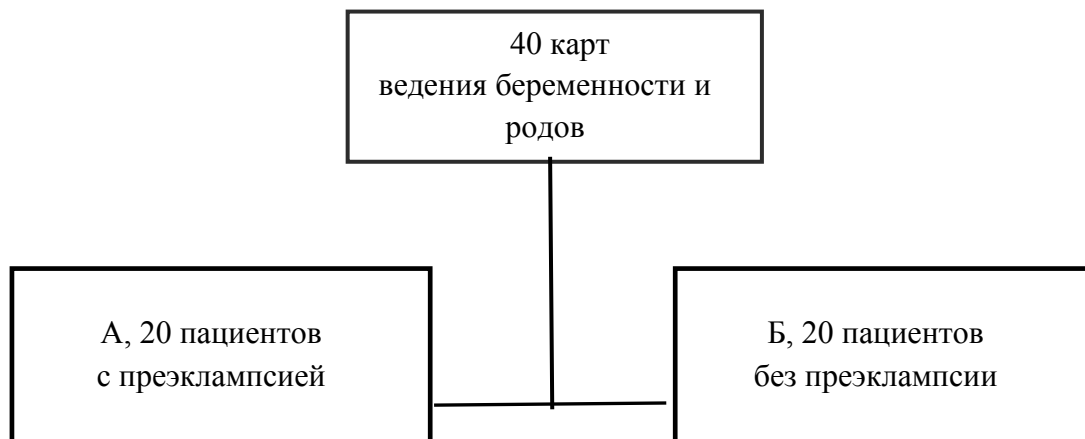 40 карт
ведения беременности и
родов
А, 20 пациентов
с преэклампсией
Б, 20 пациентов
без преэклампсии